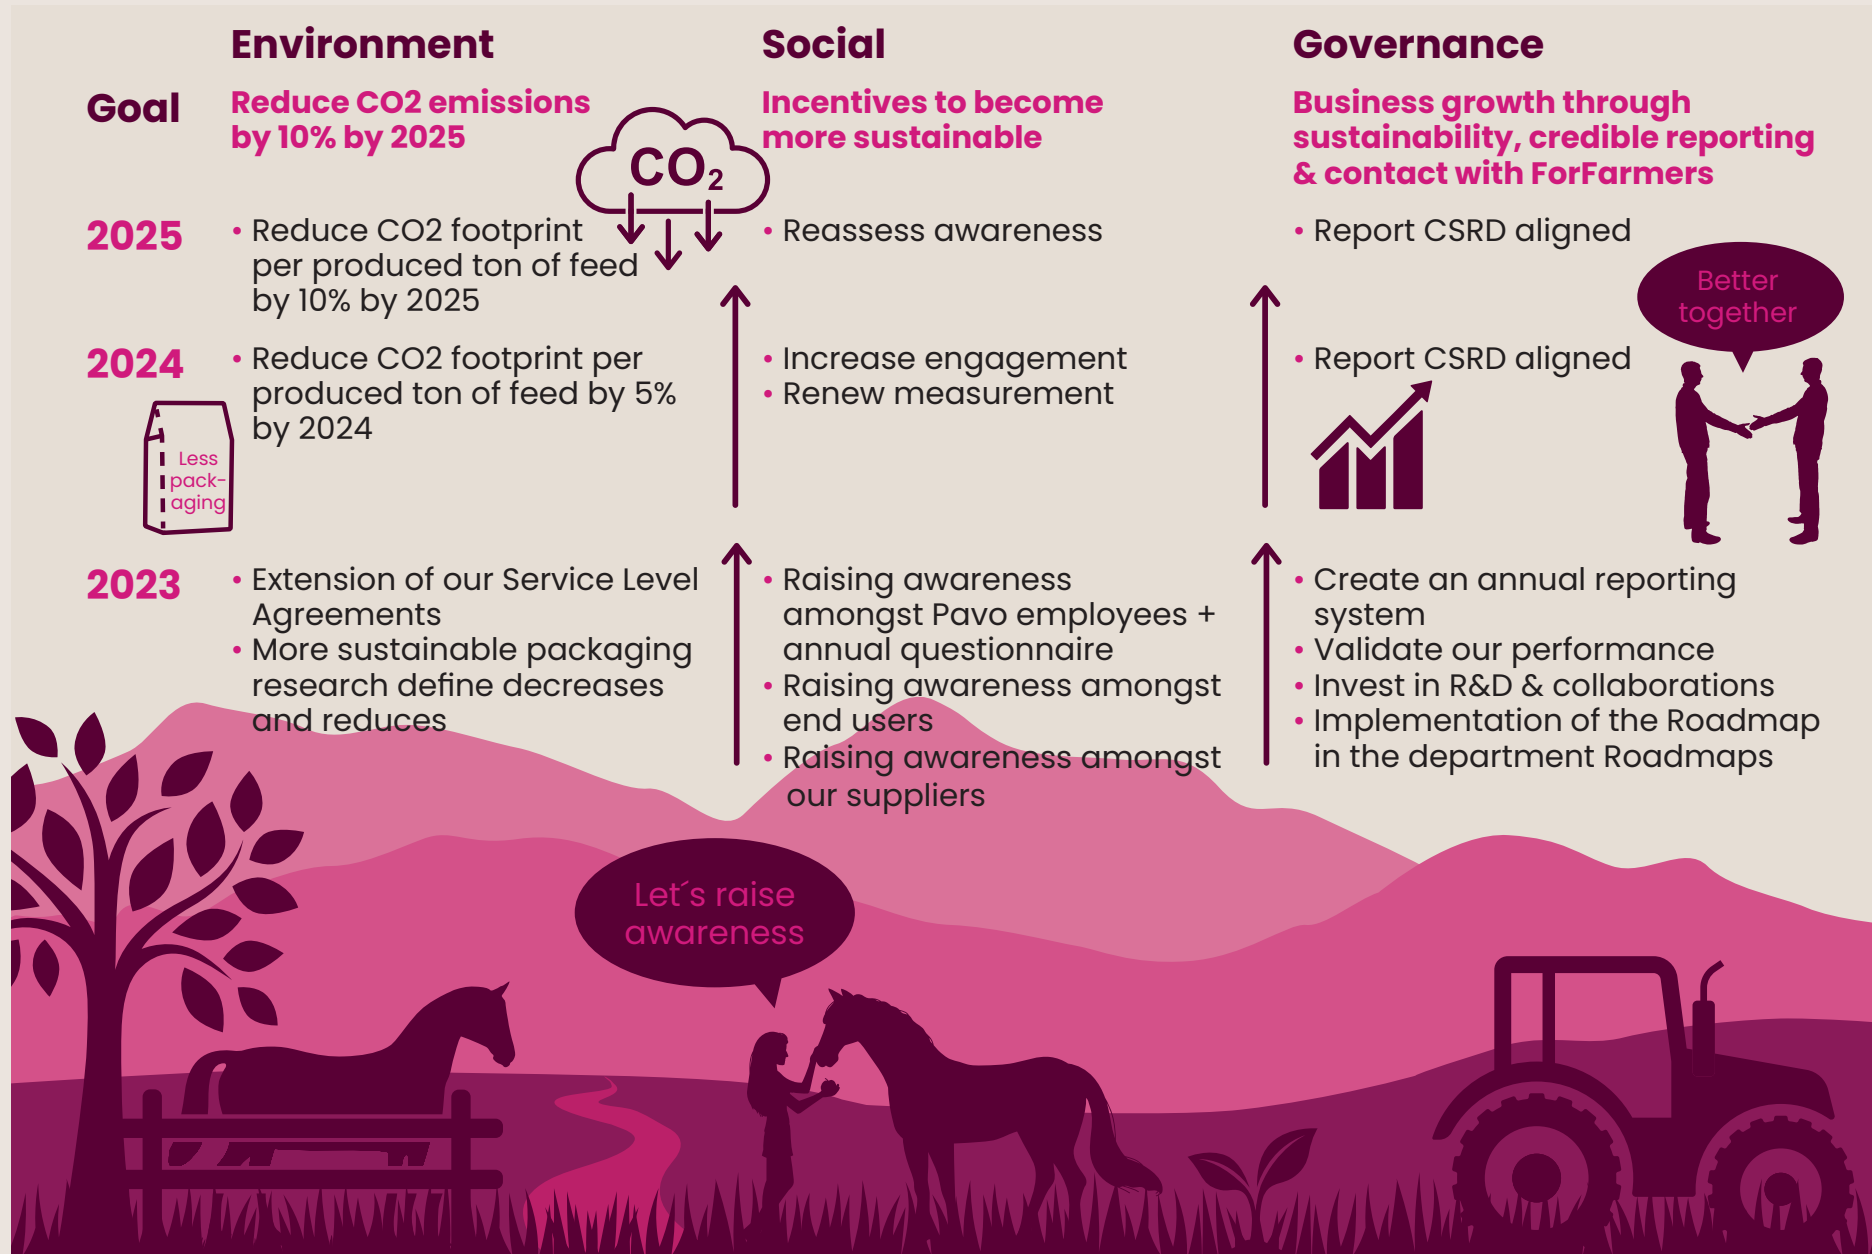 Environment
Social
Governance
Goal
Reduce CO2 emissions
by 10% by 2025
Incentives to become
more sustainable
Business growth through
sustainability, credible reporting
& contact with ForFarmers
CO₂
2025
• Reduce CO2 footprint
per produced ton of feed
by 10% by 2025
• Reassess awareness
• Report CSRD aligned
Better
together
2024
• Reduce CO2 footprint per
produced ton of feed by 5%
by 2024
• Increase engagement
• Renew measurement
• Report CSRD aligned
Less
pack-
aging
2023
• Extension of our Service Level
Agreements
• More sustainable packaging
research define decreases
and reduces
• Raising awareness
amongst Pavo employees +
annual questionnaire
• Raising awareness amongst
end users
• Raising awareness amongst
our suppliers
• Create an annual reporting
system
• Validate our performance
• Invest in R&D & collaborations
• Implementation of the Roadmap
in the department Roadmaps
Let´s raise
awareness